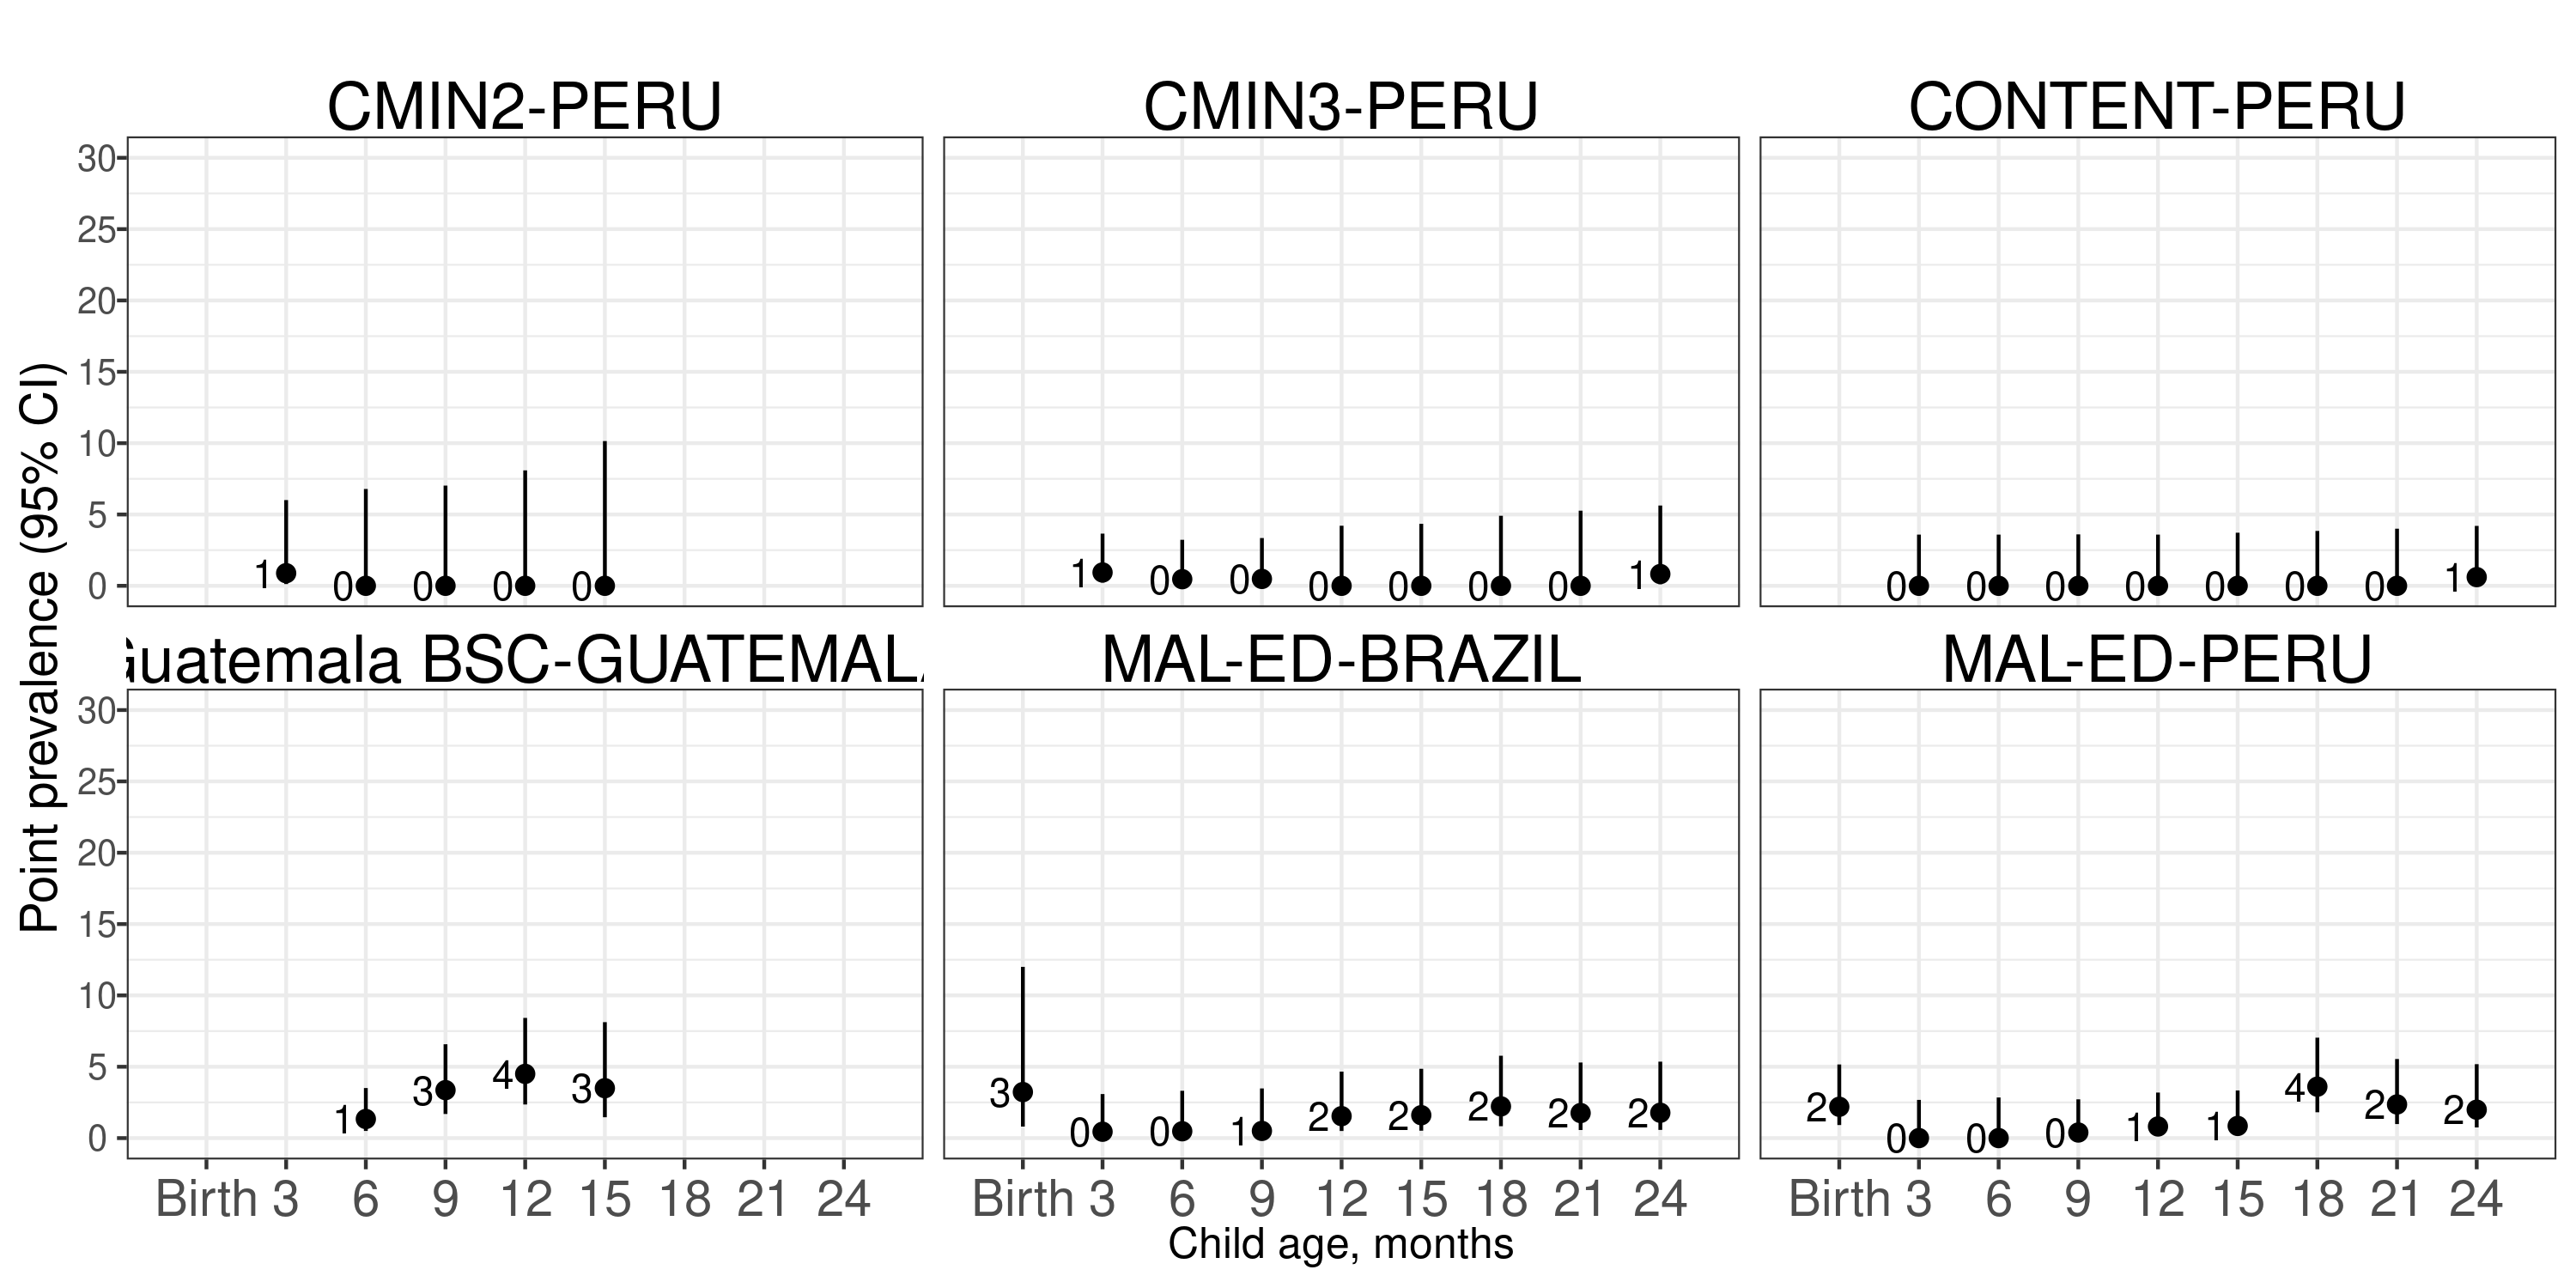 CMIN2-PERU CMIN3-PERU CONTENT-PERU
30
25
20
15
10
5
0
1 0 0 0 0
1 0 0 0 0 0 0 1
0 0 0 0 0 0 0 1
Guatemala BSC-GUATEMALA MAL-ED-BRAZIL MAL-ED-PERU
30
25
20
15
10
5
0
1 3 4 3
3 0 0 1 2 2 2 2 2
2 0 0 0 1 1 4 2 2
Birth 3 6 9 12 15 18 21 24
Birth 3 6 9 12 15 18 21 24
Birth 3 6 9 12 15 18 21 24
Child age, months
Point prevalence (95% CI)